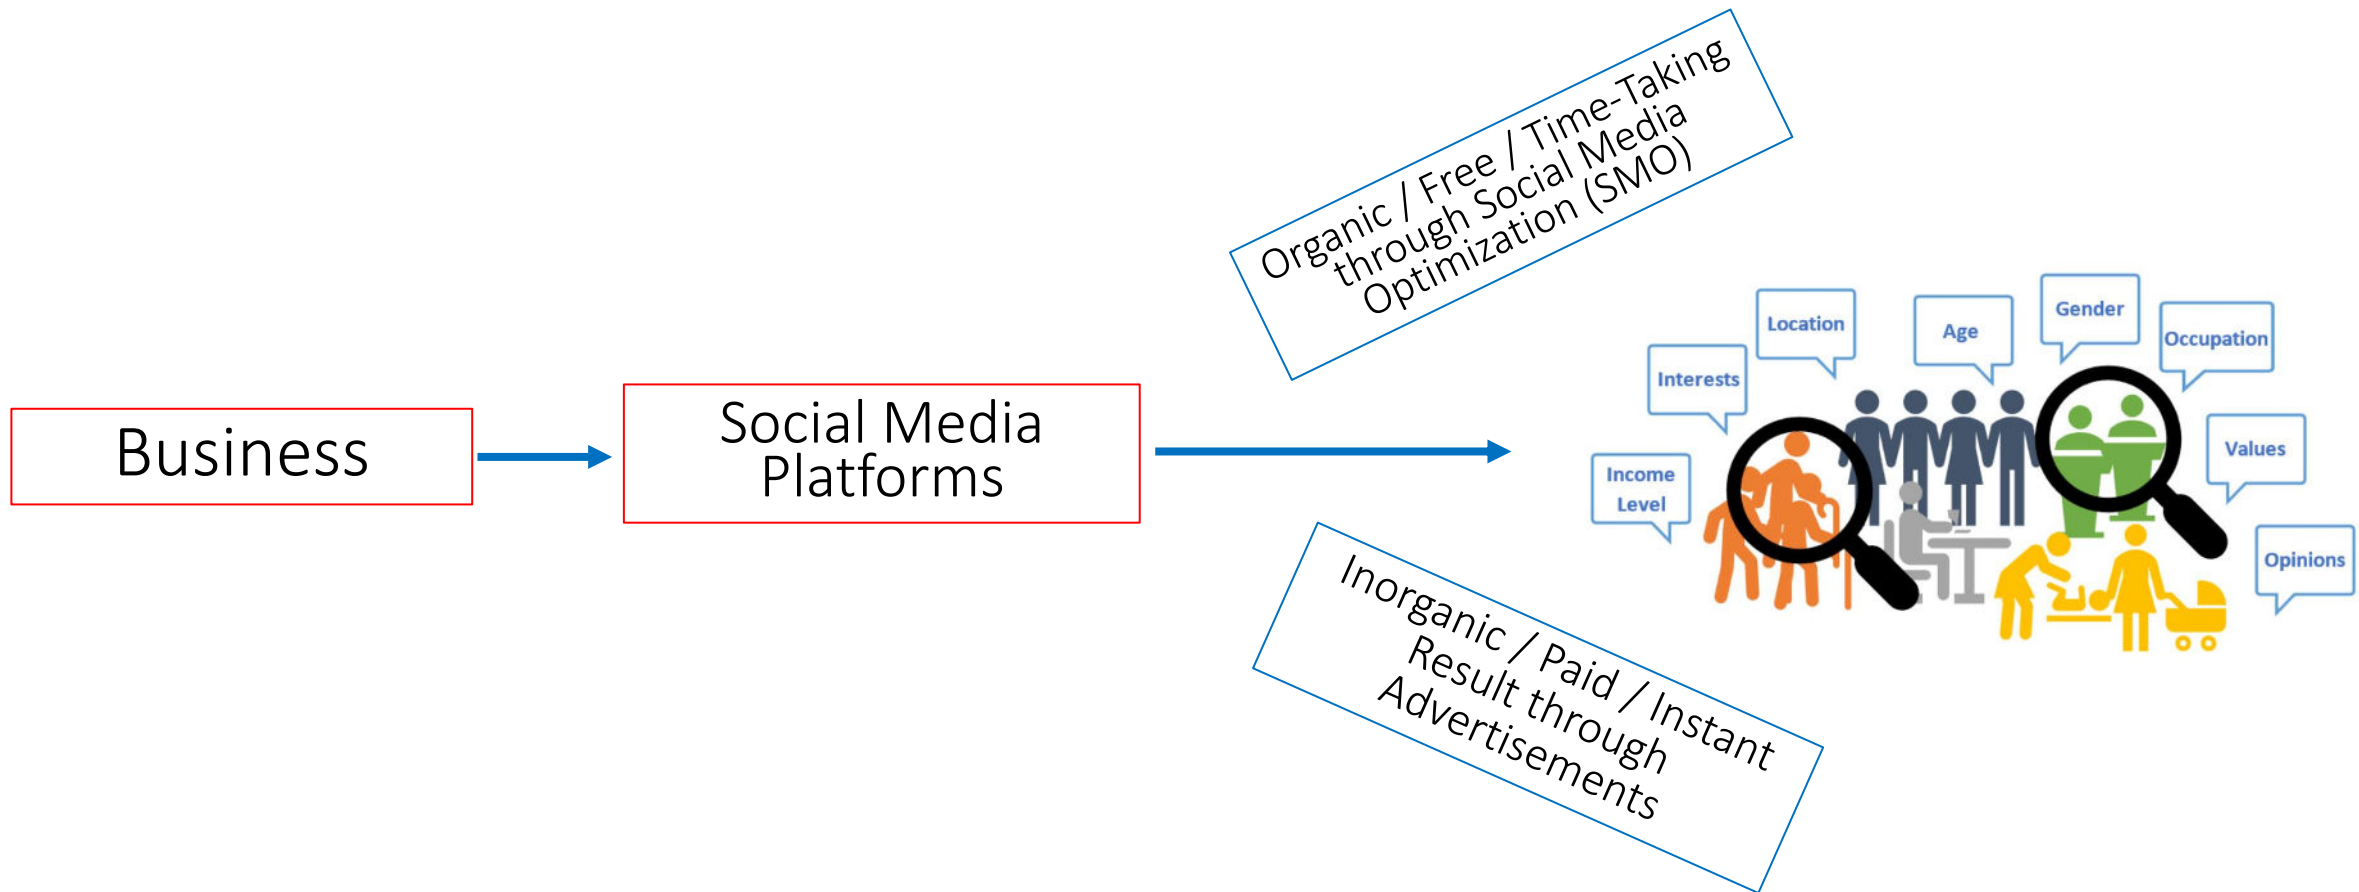 Business
Social Media
Platforms
Organic / Free / Time-Taking
through Social Media
Optimization (SMO)
Inorganic / Paid / Instant
Result through
Advertisements
Income
Level
Interests
Location
Age
Gender
Occupation
Values
Opinions